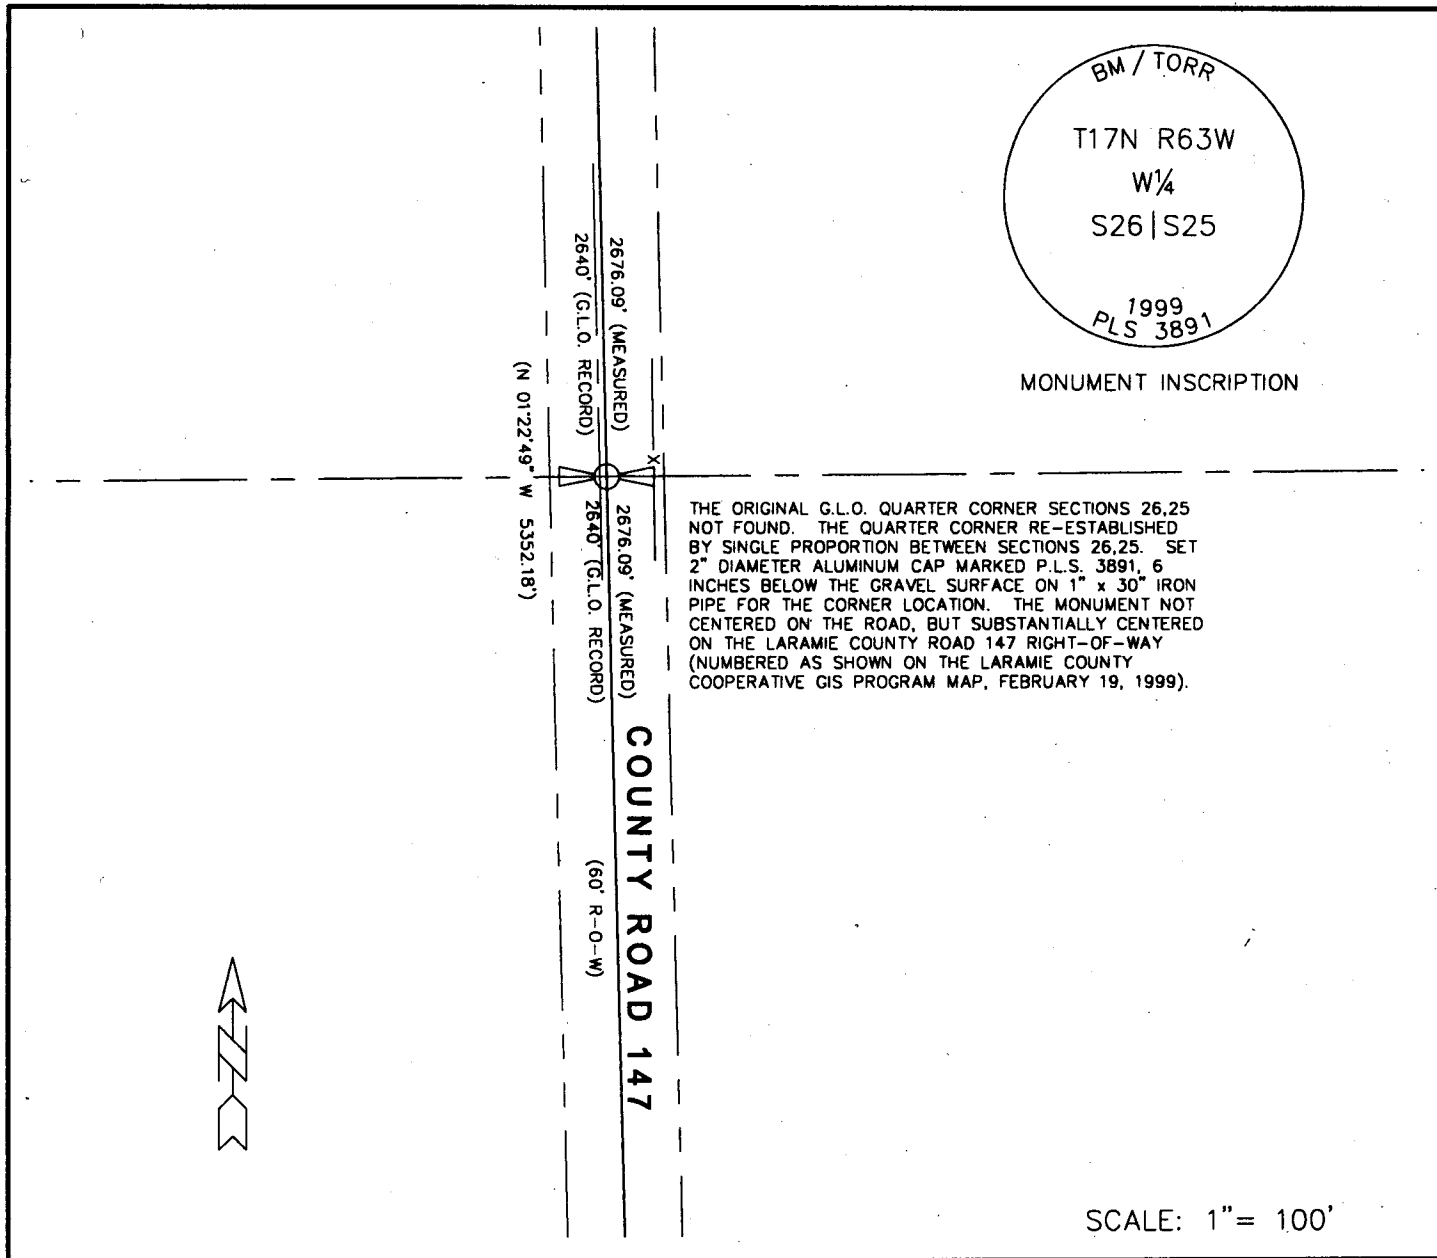 BM / TORR
T17N R63W
W¼
S26|S25
1999
PLS 3891
MONUMENT INSCRIPTION
2676.09' (MEASURED)
2640' (G.L.O. RECORD)
(N 01°22'49" W 5352.18')
X
2676.09' (MEASURED)
2640' (G.L.O. RECORD)
THE ORIGINAL G.L.O. QUARTER CORNER SECTIONS 26,25
NOT FOUND. THE QUARTER CORNER RE-ESTABLISHED
BY SINGLE PROPORTION BETWEEN SECTIONS 26,25. SET
2" DIAMETER ALUMINUM CAP MARKED P.L.S. 3891, 6
INCHES BELOW THE GRAVEL SURFACE ON 1" x 30" IRON
PIPE FOR THE CORNER LOCATION. THE MONUMENT NOT
CENTERED ON THE ROAD, BUT SUBSTANTIALLY CENTERED
ON THE LARAMIE COUNTY ROAD 147 RIGHT-OF-WAY
(NUMBERED AS SHOWN ON THE LARAMIE COUNTY
COOPERATIVE GIS PROGRAM MAP, FEBRUARY 19, 1999).
COUNTY ROAD 147
(60' R-O-W)
N
SCALE: 1"= 100'